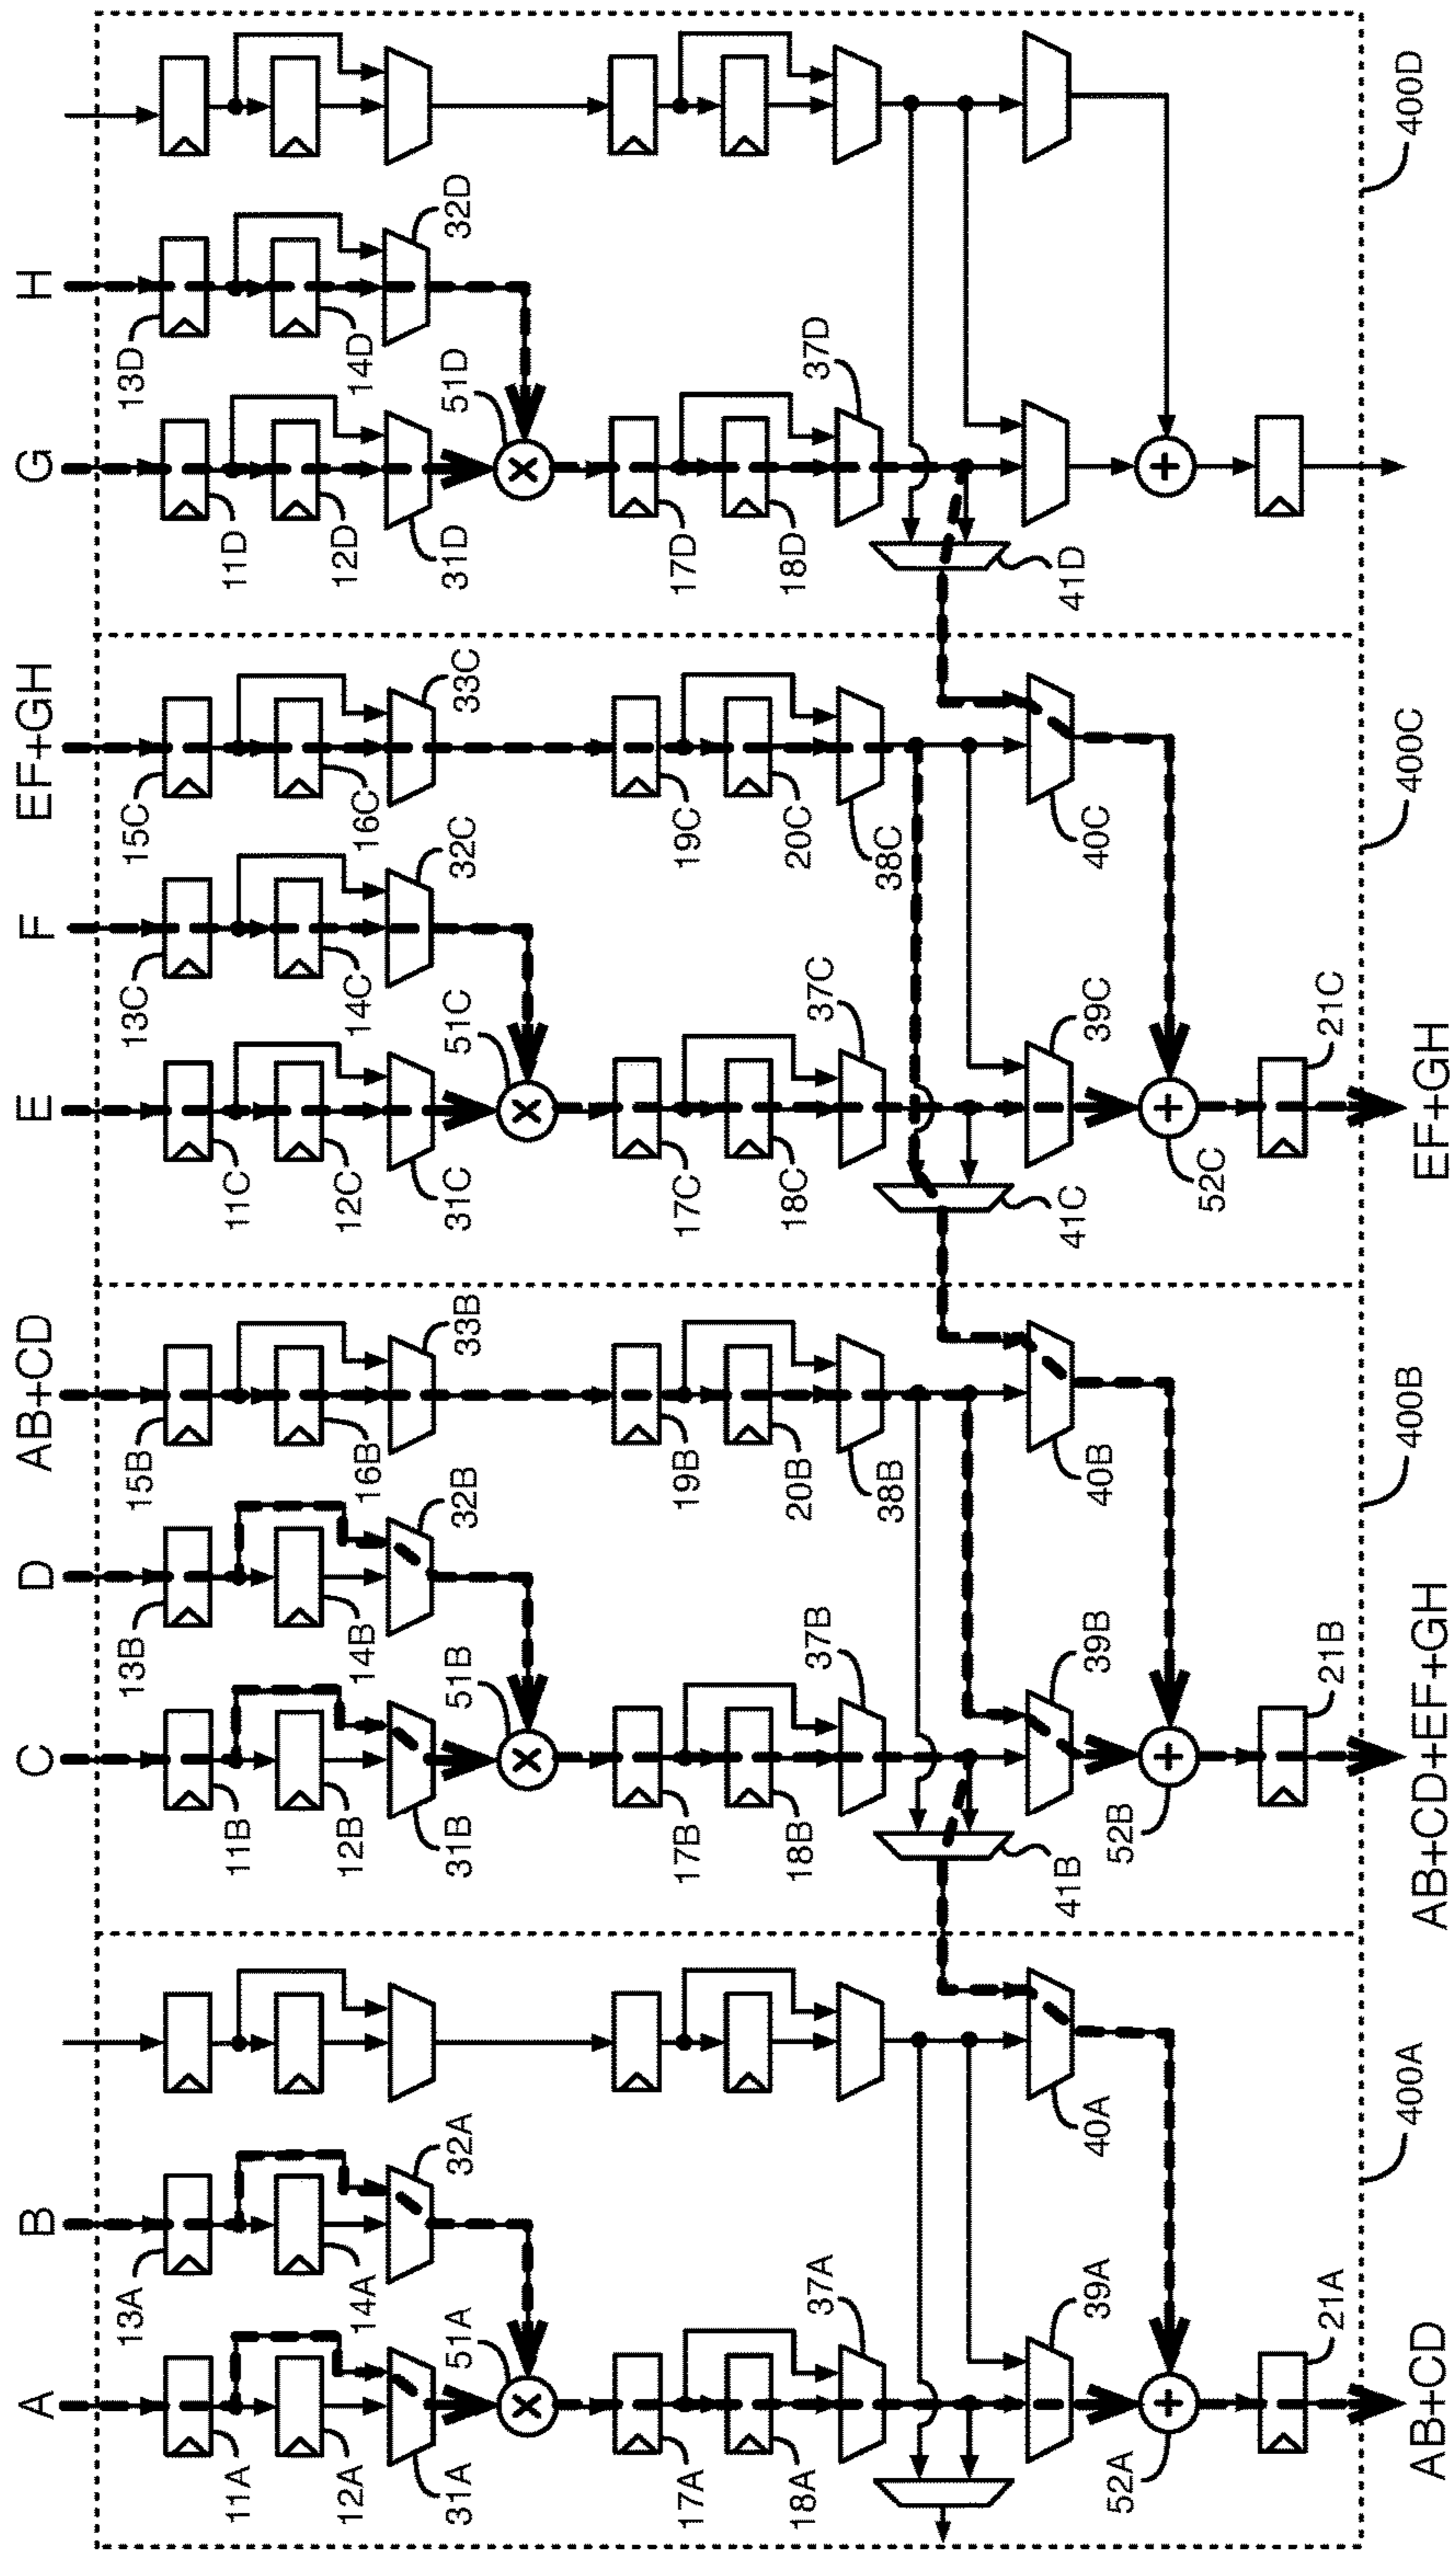 A
B
C
D
AB+CD
E
F
EF+GH
G
H
11A
12A
31A
13A
14A
32A
51A
17A
18A
37A
39A
40A
52A
21A
400A
11B
12B
31B
13B
14B
32B
15B
16B
33B
51B
17B
18B
37B
19B
20B
38B
41B
39B
40B
52B
21B
400B
11C
12C
31C
13C
14C
32C
15C
16C
33C
51C
17C
18C
37C
19C
20C
38C
41C
39C
40C
52C
21C
400C
11D
12D
31D
13D
14D
32D
51D
17D
18D
37D
41D
400D
AB+CD
AB+CD+EF+GH
EF+GH